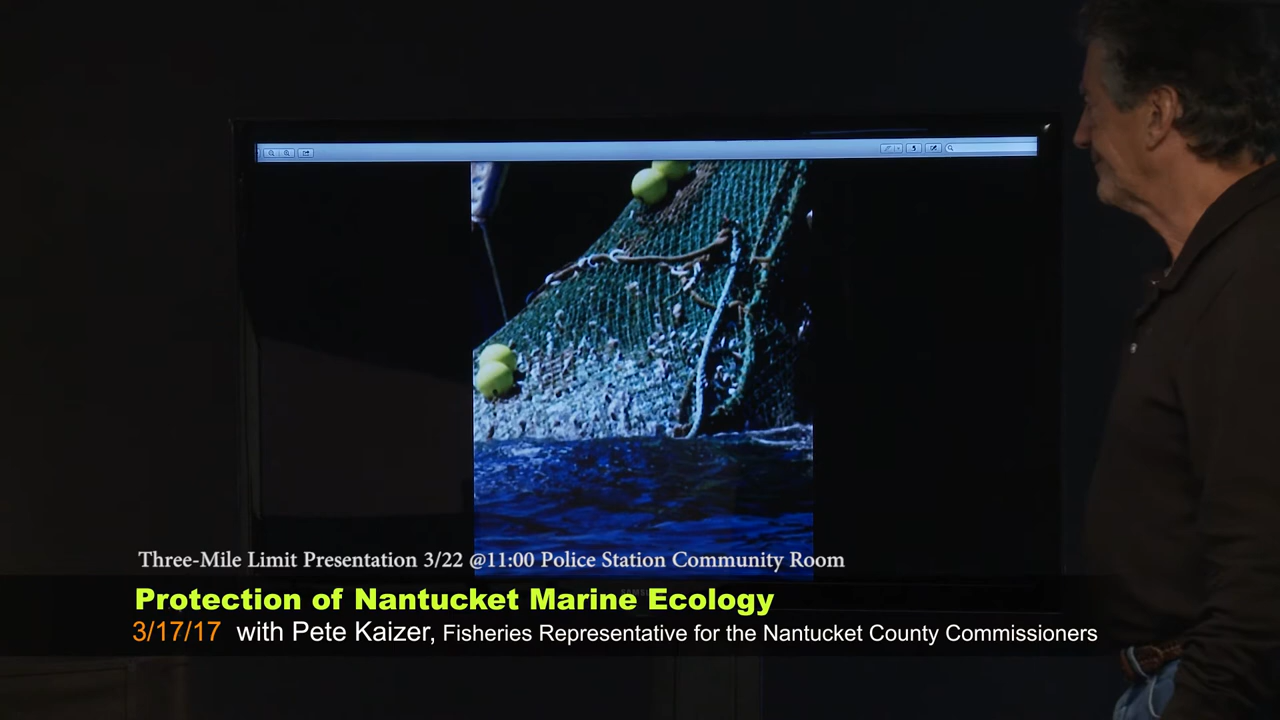 Three-Mile Limit Presentation 3/22 @11:00 Police Station Community Room
Protection of Nantucket Marine Ecology
3/17/17 with Pete Kaizer, Fisheries Representative for the Nantucket County Commissioners